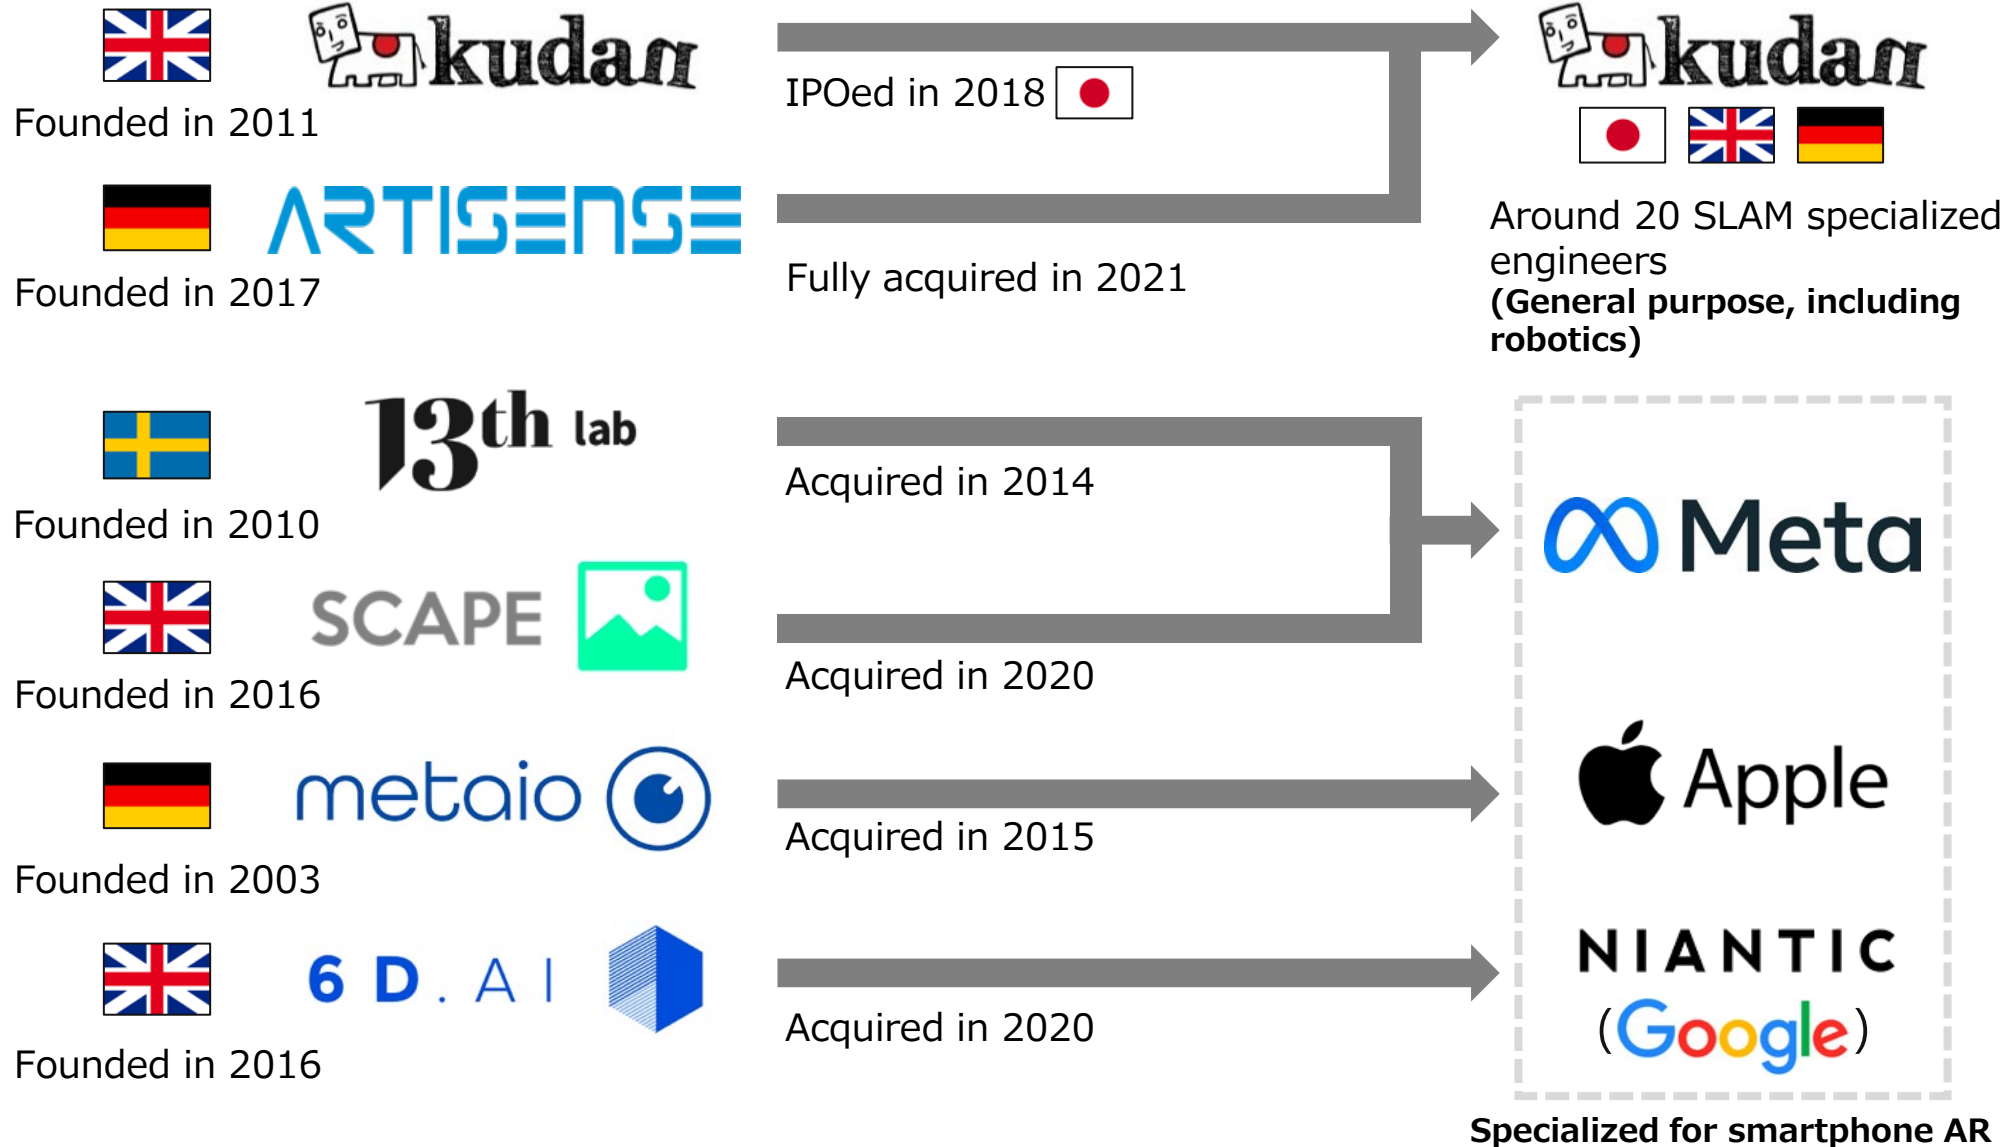 kudan
IPOed in 2018
Founded in 2011
kudan
ARTISENSE
Founded in 2017
Fully acquired in 2021
Around 20 SLAM specialized
engineers
(General purpose, including
robotics)
13th lab
Acquired in 2014
Founded in 2010
Meta
SCAPE
Acquired in 2020
Founded in 2016
metaio
Acquired in 2015
Founded in 2003
Apple
6D.AI
Acquired in 2020
Founded in 2016
NIANTIC
(Google)
Specialized for smartphone AR